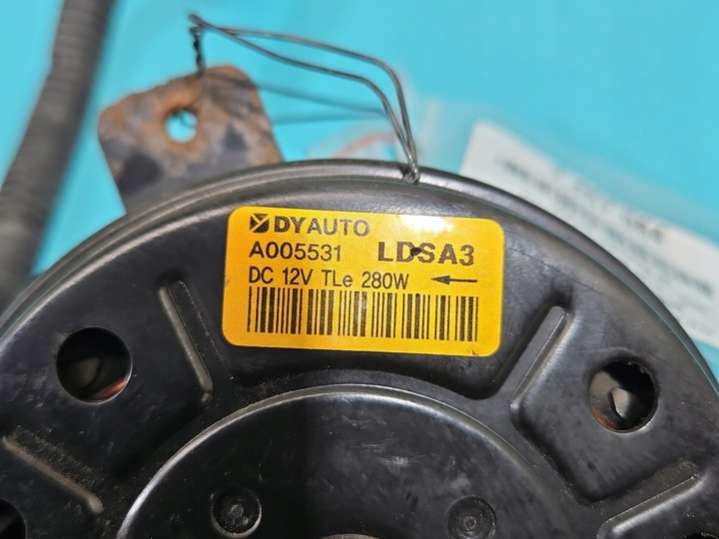 DYAUTO
A005531 LDSA3
DC 12V TLe 280W ←